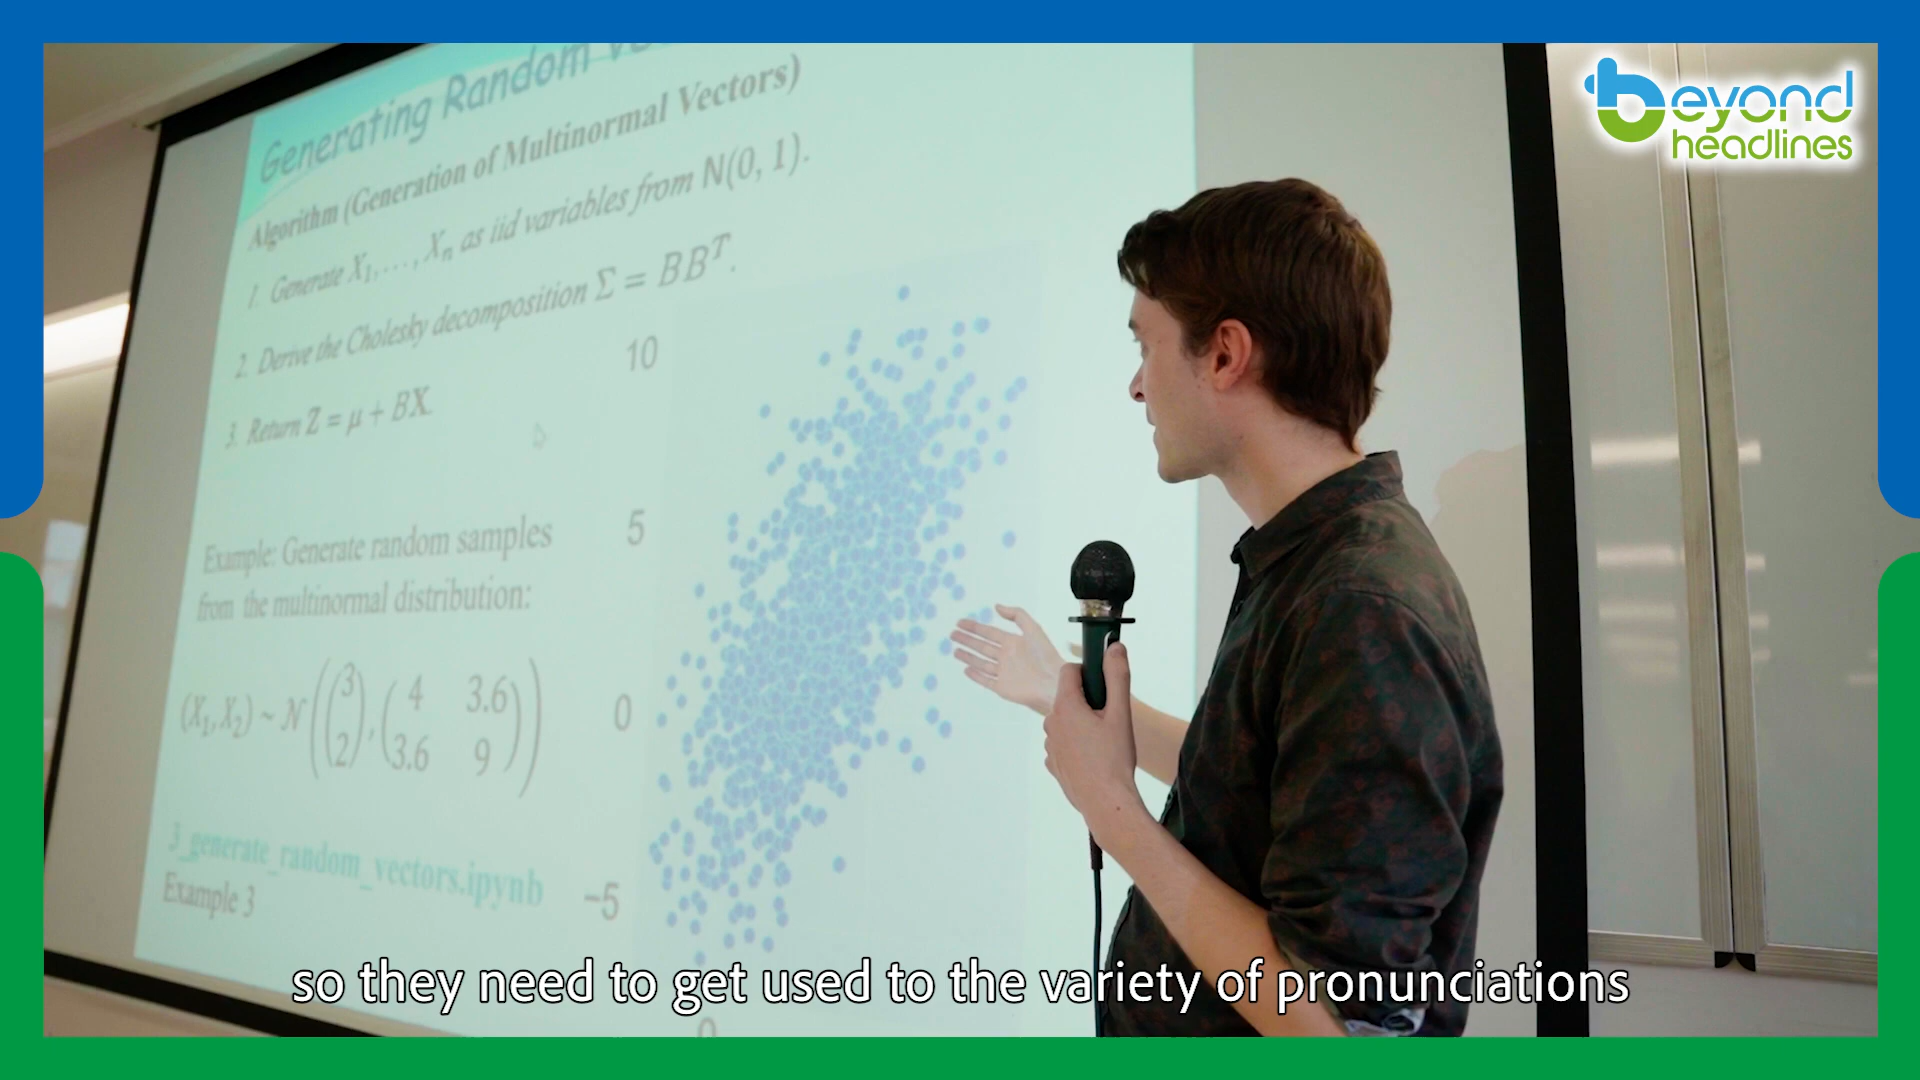 beyond
headlines
Generating Random
Algorithm (Generation of Multinormal Vectors)
1. Generate X₁, …, Xₙ as iid variables from N(0, 1).
2. Derive the Cholesky decomposition Σ = BBᵀ.
3. Return Z = μ + BX.
Example: Generate random samples
from the multinormal distribution:
(X₁, X₂) ~ N((3 2), (4 3.6 3.6 9))
3_generate_random_vectors.ipynb
Example 3
10
5
0
−5
0
so they need to get used to the variety of pronunciations